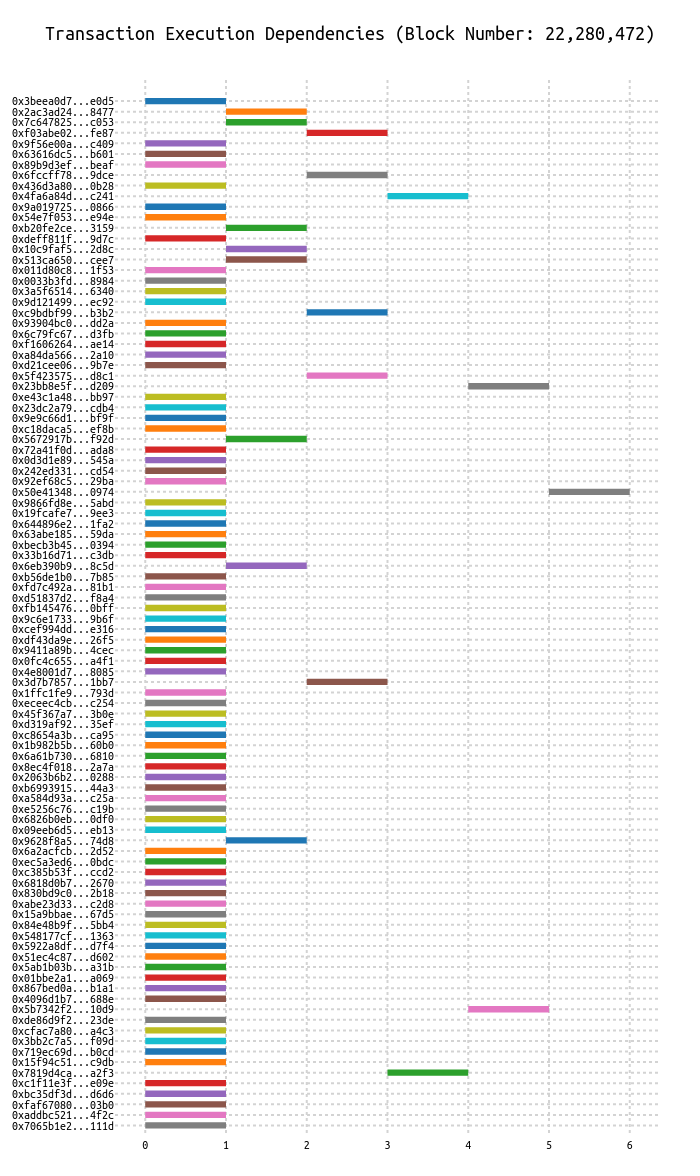 Transaction Execution Dependencies (Block Number: 22,280,472)
0x3beea0d7...e0d5
0x2ac3ad24...8477
0x7c647825...c053
0xf03abe02...fe87
0x9f56e00a...c409
0x63616dc5...b601
0x89b9d3ef...beaf
0x6fccff78...9dce
0x436d3a80...0b28
0x4fa6a84d...c241
0x9a019725...0866
0x54e7f053...e94e
0xb20fe2ce...3159
0xdeff811f...9d7c
0x10c9faf5...2d8c
0x513ca650...cee7
0x011d80c8...1f53
0x0033b3fd...8984
0x3a5f6514...6340
0x9d121499...ec92
0xc9bdbf99...b3b2
0x93904bc0...dd2a
0x6c79fc67...d3fb
0xf1606264...ae14
0xa84da566...2a10
0xd21cee06...9b7e
0x5f423575...d8c1
0x23bb8e5f...d209
0xe43c1a48...bb97
0x23dc2a79...cdb4
0x9e9c66d1...bf9f
0xc18daca5...ef8b
0x5672917b...f92d
0x72a41f0d...ada8
0x0d3d1e89...545a
0x242ed331...cd54
0x92ef68c5...29ba
0x50e41348...0974
0x9866fd8e...5abd
0x19fcafe7...9ee3
0x644896e2...1fa2
0x63abe185...59da
0xbecb3b45...0394
0x33b16d71...c3db
0x6eb390b9...8c5d
0xb56de1b0...7b85
0xfd7c492a...81b1
0xd51837d2...f8a4
0xfb145476...0bff
0x9c6e1733...9b6f
0xcef994dd...e316
0xdf43da9e...26f5
0x9411a89b...4cec
0x0fc4c655...a4f1
0x4e8001d7...8085
0x3d7b7857...1bb7
0x1ffc1fe9...793d
0xeceec4cb...c254
0x45f367a7...3b0e
0xd319af92...35ef
0xc8654a3b...ca95
0x1b982b5b...60b0
0x6a61b730...6810
0x8ec4f018...2a7a
0x2063b6b2...0288
0xb6993915...44a3
0xa584d93a...c25a
0xe5256c76...c19b
0x6826b0eb...0df0
0x09eeb6d5...eb13
0x9628f8a5...74d8
0x6a2acfcb...2d52
0xec5a3ed6...0bdc
0xc385b53f...ccd2
0x6818d0b7...2670
0x830bd9c0...2b18
0xabe23d33...c2d8
0x15a9bbae...67d5
0x84e48b9f...5bb4
0x548177cf...1363
0x5922a8df...d7f4
0x51ec4c87...d602
0x5ab1b03b...a31b
0x01bbe2a1...a069
0x867bed0a...b1a1
0x4096d1b7...688e
0x5b7342f2...10d9
0xde86d9f2...23de
0xcfac7a80...a4c3
0x3bb2c7a5...f09d
0x719ec69d...b0cd
0x15f94c51...c9db
0x7819d4ca...a2f3
0xc1f11e3f...e09e
0xbc35df3d...d6d6
0xfaf67080...03b0
0xaddbc521...4f2c
0x7065b1e2...111d
0 1 2 3 4 5 6